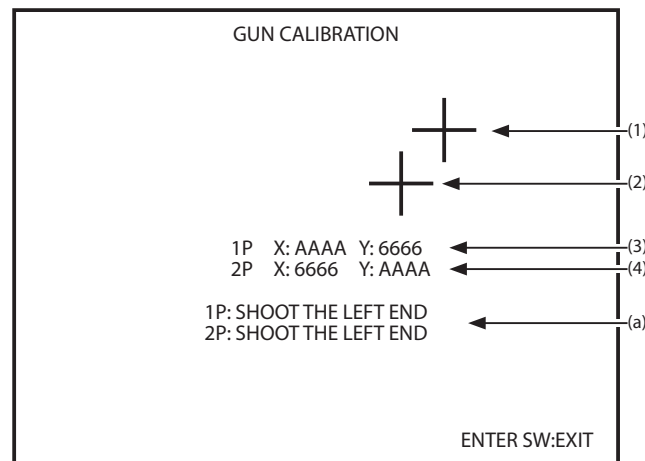 GUN CALIBRATION
(1)
(2)
1P X: AAAA Y: 6666
(3)
2P X: 6666 Y: AAAA
(4)
1P: SHOOT THE LEFT END
2P: SHOOT THE LEFT END
(a)
ENTER SW:EXIT